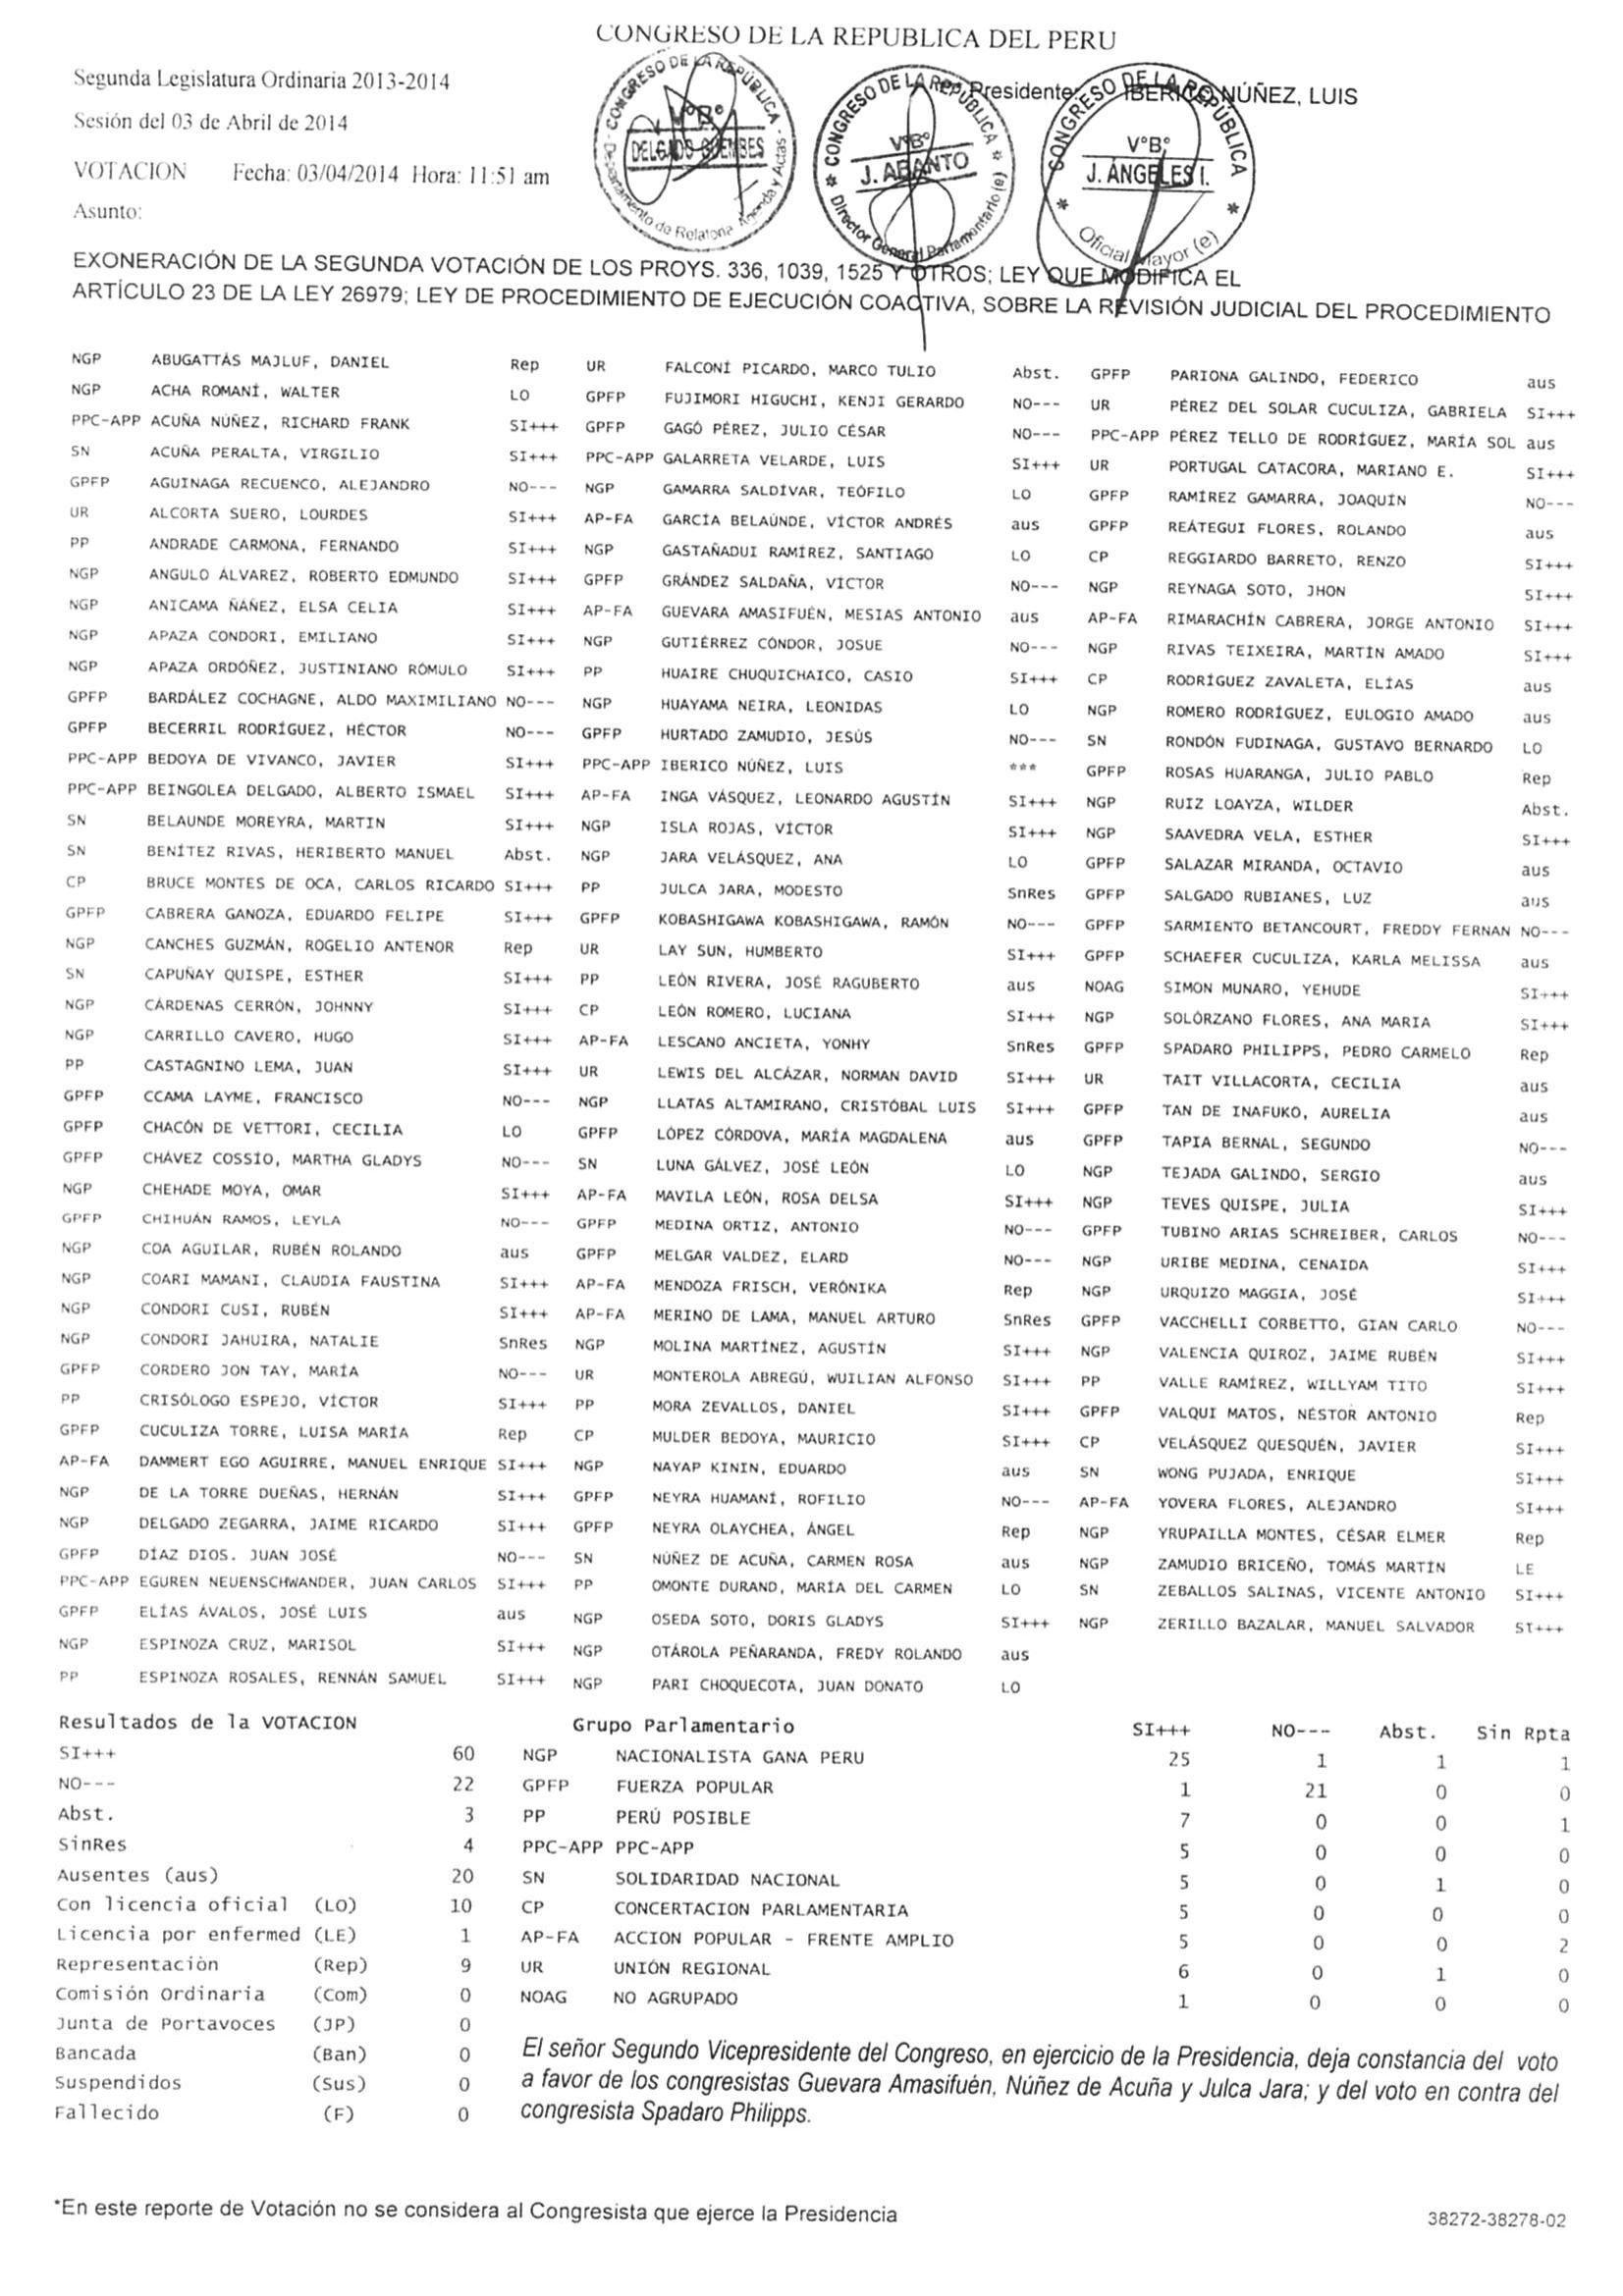 CONGRESO DE LA REPUBLICA DEL PERU
Segunda Legislatura Ordinaria 2013-2014
Presidente: IBERICO NÚÑEZ, LUIS
Sesión del 03 de Abril de 2014
VOTACION Fecha: 03/04/2014 Hora: 11:51 am
Asunto:
CONGRESO DE LA REPÚBLICA
V°B°
DELGADO GUEMBES
Departamento de Relatoria Agenda y Actas
CONGRESO DE LA REPÚBLICA
V°B°
J. ABANTO
Director General Parlamentario (e)
CONGRESO DE LA REPÚBLICA
V°B°
J. ÁNGELES I.
Oficial Mayor (e)
EXONERACIÓN DE LA SEGUNDA VOTACIÓN DE LOS PROYS. 336, 1039, 1525 Y OTROS; LEY QUE MODIFICA EL
ARTÍCULO 23 DE LA LEY 26979; LEY DE PROCEDIMIENTO DE EJECUCIÓN COACTIVA, SOBRE LA REVISIÓN JUDICIAL DEL PROCEDIMIENTO
NGP ABUGATTÁS MAJLUF, DANIEL Rep
NGP ACHA ROMANÍ, WALTER LO
PPC-APP ACUÑA NÚÑEZ, RICHARD FRANK SI+++
SN ACUÑA PERALTA, VIRGILIO SI+++
GPFP AGUINAGA RECUENCO, ALEJANDRO NO---
UR ALCORTA SUERO, LOURDES SI+++
PP ANDRADE CARMONA, FERNANDO SI+++
NGP ANGULO ÁLVAREZ, ROBERTO EDMUNDO SI+++
NGP ANICAMA ÑAÑEZ, ELSA CELIA SI+++
NGP APAZA CONDORI, EMILIANO SI+++
NGP APAZA ORDÓÑEZ, JUSTINIANO RÓMULO SI+++
GPFP BARDÁLEZ COCHAGNE, ALDO MAXIMILIANO NO---
GPFP BECERRIL RODRÍGUEZ, HÉCTOR NO---
PPC-APP BEDOYA DE VIVANCO, JAVIER SI+++
PPC-APP BEINGOLEA DELGADO, ALBERTO ISMAEL SI+++
SN BELAUNDE MOREYRA, MARTIN SI+++
SN BENÍTEZ RIVAS, HERIBERTO MANUEL Abst.
CP BRUCE MONTES DE OCA, CARLOS RICARDO SI+++
GPFP CABRERA GANOZA, EDUARDO FELIPE SI+++
NGP CANCHES GUZMÁN, ROGELIO ANTENOR Rep
SN CAPUÑAY QUISPE, ESTHER SI+++
NGP CÁRDENAS CERRÓN, JOHNNY SI+++
NGP CARRILLO CAVERO, HUGO SI+++
PP CASTAGNINO LEMA, JUAN SI+++
GPFP CCAMA LAYME, FRANCISCO NO---
GPFP CHACÓN DE VETTORI, CECILIA LO
GPFP CHÁVEZ COSSÍO, MARTHA GLADYS NO---
NGP CHEHADE MOYA, OMAR SI+++
GPFP CHIHUÁN RAMOS, LEYLA NO---
NGP COA AGUILAR, RUBÉN ROLANDO aus
NGP COARI MAMANI, CLAUDIA FAUSTINA SI+++
NGP CONDORI CUSI, RUBÉN SI+++
NGP CONDORI JAHUIRA, NATALIE SnRes
GPFP CORDERO JON TAY, MARÍA NO---
PP CRISÓLOGO ESPEJO, VÍCTOR SI+++
GPFP CUCULIZA TORRE, LUISA MARÍA Rep
AP-FA DAMMERT EGO AGUIRRE, MANUEL ENRIQUE SI+++
NGP DE LA TORRE DUEÑAS, HERNÁN SI+++
NGP DELGADO ZEGARRA, JAIME RICARDO SI+++
GPFP DÍAZ DIOS. JUAN JOSÉ NO---
PPC-APP EGUREN NEUENSCHWANDER, JUAN CARLOS SI+++
GPFP ELÍAS ÁVALOS, JOSÉ LUIS aus
NGP ESPINOZA CRUZ, MARISOL SI+++
PP ESPINOZA ROSALES, RENNÁN SAMUEL SI+++
UR FALCONÍ PICARDO, MARCO TULIO Abst.
GPFP FUJIMORI HIGUCHI, KENJI GERARDO NO---
GPFP GAGÓ PÉREZ, JULIO CÉSAR NO---
PPC-APP GALARRETA VELARDE, LUIS SI+++
NGP GAMARRA SALDÍVAR, TEÓFILO LO
AP-FA GARCÍA BELAÚNDE, VÍCTOR ANDRÉS aus
NGP GASTAÑADUI RAMÍREZ, SANTIAGO LO
GPFP GRÁNDEZ SALDAÑA, VÍCTOR NO---
AP-FA GUEVARA AMASIFUÉN, MESIAS ANTONIO aus
NGP GUTIÉRREZ CÓNDOR, JOSUE NO---
PP HUAIRE CHUQUICHAICO, CASIO SI+++
NGP HUAYAMA NEIRA, LEONIDAS LO
GPFP HURTADO ZAMUDIO, JESÚS NO---
PPC-APP IBERICO NÚÑEZ, LUIS ***
AP-FA INGA VÁSQUEZ, LEONARDO AGUSTÍN SI+++
NGP ISLA ROJAS, VÍCTOR SI+++
NGP JARA VELÁSQUEZ, ANA LO
PP JULCA JARA, MODESTO SnRes
GPFP KOBASHIGAWA KOBASHIGAWA, RAMÓN NO---
UR LAY SUN, HUMBERTO SI+++
PP LEÓN RIVERA, JOSÉ RAGUBERTO aus
CP LEÓN ROMERO, LUCIANA SI+++
AP-FA LESCANO ANCIETA, YONHY SnRes
UR LEWIS DEL ALCÁZAR, NORMAN DAVID SI+++
NGP LLATAS ALTAMIRANO, CRISTÓBAL LUIS SI+++
GPFP LÓPEZ CÓRDOVA, MARÍA MAGDALENA aus
SN LUNA GÁLVEZ, JOSÉ LEÓN LO
AP-FA MAVILA LEÓN, ROSA DELSA SI+++
GPFP MEDINA ORTIZ, ANTONIO NO---
GPFP MELGAR VALDEZ, ELARD NO---
AP-FA MENDOZA FRISCH, VERÓNIKA Rep
AP-FA MERINO DE LAMA, MANUEL ARTURO SnRes
NGP MOLINA MARTÍNEZ, AGUSTÍN SI+++
UR MONTEROLA ABREGÚ, WUILIAN ALFONSO SI+++
PP MORA ZEVALLOS, DANIEL SI+++
CP MULDER BEDOYA, MAURICIO SI+++
NGP NAYAP KININ, EDUARDO aus
GPFP NEYRA HUAMANÍ, ROFILIO NO---
GPFP NEYRA OLAYCHEA, ÁNGEL Rep
SN NÚÑEZ DE ACUÑA, CARMEN ROSA aus
PP OMONTE DURAND, MARÍA DEL CARMEN LO
NGP OSEDA SOTO, DORIS GLADYS SI+++
NGP OTÁROLA PEÑARANDA, FREDY ROLANDO aus
NGP PARI CHOQUECOTA, JUAN DONATO LO
GPFP PARIONA GALINDO, FEDERICO aus
UR PÉREZ DEL SOLAR CUCULIZA, GABRIELA SI+++
PPC-APP PÉREZ TELLO DE RODRÍGUEZ, MARÍA SOL aus
UR PORTUGAL CATACORA, MARIANO E. SI+++
GPFP RAMÍREZ GAMARRA, JOAQUÍN NO---
GPFP REÁTEGUI FLORES, ROLANDO aus
CP REGGIARDO BARRETO, RENZO SI+++
NGP REYNAGA SOTO, JHON SI+++
AP-FA RIMARACHÍN CABRERA, JORGE ANTONIO SI+++
NGP RIVAS TEIXEIRA, MARTÍN AMADO SI+++
CP RODRÍGUEZ ZAVALETA, ELÍAS aus
NGP ROMERO RODRÍGUEZ, EULOGIO AMADO aus
SN RONDÓN FUDINAGA, GUSTAVO BERNARDO LO
GPFP ROSAS HUARANGA, JULIO PABLO Rep
NGP RUIZ LOAYZA, WILDER Abst.
NGP SAAVEDRA VELA, ESTHER SI+++
GPFP SALAZAR MIRANDA, OCTAVIO aus
GPFP SALGADO RUBIANES, LUZ aus
GPFP SARMIENTO BETANCOURT, FREDDY FERNAN NO---
GPFP SCHAEFER CUCULIZA, KARLA MELISSA aus
NOAG SIMON MUNARO, YEHUDE SI+++
NGP SOLÓRZANO FLORES, ANA MARIA SI+++
GPFP SPADARO PHILIPPS, PEDRO CARMELO Rep
UR TAIT VILLACORTA, CECILIA aus
GPFP TAN DE INAFUKO, AURELIA aus
GPFP TAPIA BERNAL, SEGUNDO NO---
NGP TEJADA GALINDO, SERGIO aus
NGP TEVES QUISPE, JULIA SI+++
GPFP TUBINO ARIAS SCHREIBER, CARLOS NO---
NGP URIBE MEDINA, CENAIDA SI+++
NGP URQUIZO MAGGIA, JOSÉ SI+++
GPFP VACCHELLI CORBETTO, GIAN CARLO NO---
NGP VALENCIA QUIROZ, JAIME RUBÉN SI+++
PP VALLE RAMÍREZ, WILLYAM TITO SI+++
GPFP VALQUI MATOS, NÉSTOR ANTONIO Rep
CP VELÁSQUEZ QUESQUÉN, JAVIER SI+++
SN WONG PUJADA, ENRIQUE SI+++
AP-FA YOVERA FLORES, ALEJANDRO SI+++
NGP YRUPAILLA MONTES, CÉSAR ELMER Rep
NGP ZAMUDIO BRICEÑO, TOMÁS MARTÍN LE
SN ZEBALLOS SALINAS, VICENTE ANTONIO SI+++
NGP ZERILLO BAZALAR, MANUEL SALVADOR SI+++
Resultados de la VOTACION
SI+++ 60
NO--- 22
Abst. 3
SinRes 4
Ausentes (aus) 20
Con licencia oficial (LO) 10
Licencia por enfermed (LE) 1
Representación (Rep) 9
Comisión Ordinaria (Com) 0
Junta de Portavoces (JP) 0
Bancada (Ban) 0
Suspendidos (Sus) 0
Fallecido (F) 0
Grupo Parlamentario SI+++ NO--- Abst. Sin Rpta
NGP NACIONALISTA GANA PERU 25 1 1 1
GPFP FUERZA POPULAR 1 21 0 0
PP PERÚ POSIBLE 7 0 0 1
PPC-APP PPC-APP 5 0 0 0
SN SOLIDARIDAD NACIONAL 5 0 1 0
CP CONCERTACION PARLAMENTARIA 5 0 0 0
AP-FA ACCION POPULAR - FRENTE AMPLIO 5 0 0 2
UR UNIÓN REGIONAL 6 0 1 0
NOAG NO AGRUPADO 1 0 0 0
El señor Segundo Vicepresidente del Congreso, en ejercicio de la Presidencia, deja constancia del voto
a favor de los congresistas Guevara Amasifuén, Núñez de Acuña y Julca Jara; y del voto en contra del
congresista Spadaro Philipps.
*En este reporte de Votación no se considera al Congresista que ejerce la Presidencia
38272-38278-02